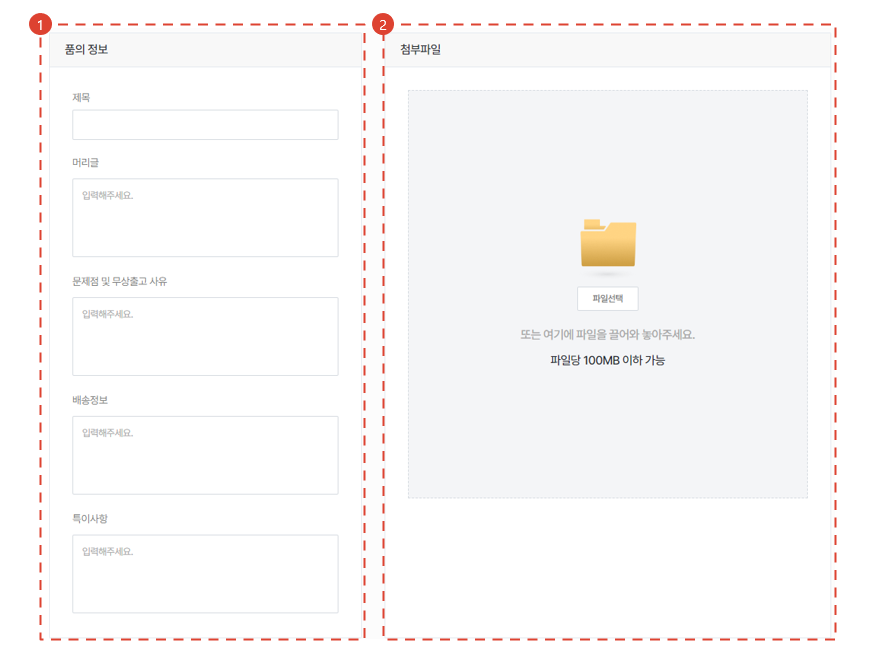 1
품의 정보
제목
머리글
입력해주세요.
문제점 및 무상출고 사유
입력해주세요.
배송정보
입력해주세요.
특이사항
입력해주세요.
2
첨부파일
파일선택
또는 여기에 파일을 끌어와 놓아주세요.
파일당 100MB 이하 가능